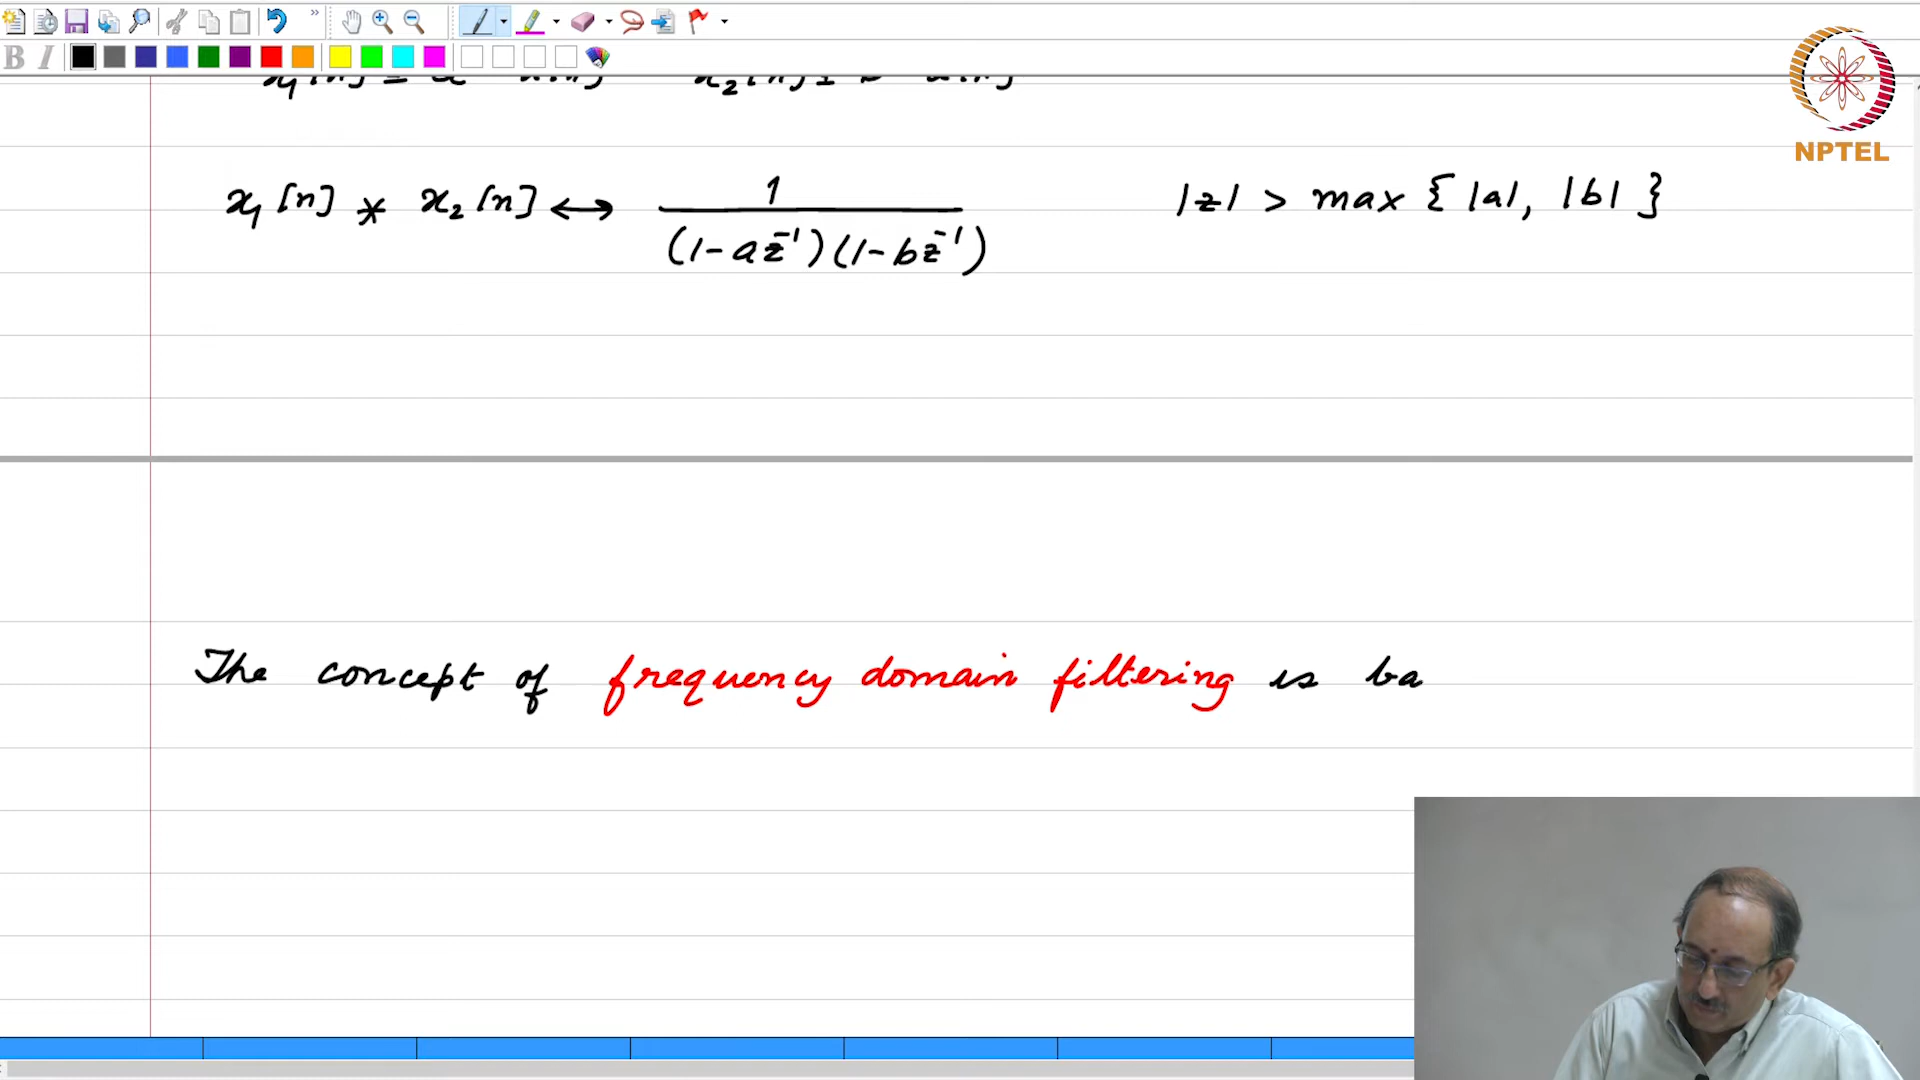 x₁[n] * x₂[n] ↔ 1 / ((1 - az⁻¹)(1 - bz⁻¹)) |z| > max { |a|, |b| }
The concept of frequency domain filtering is ba
NPTEL
B I